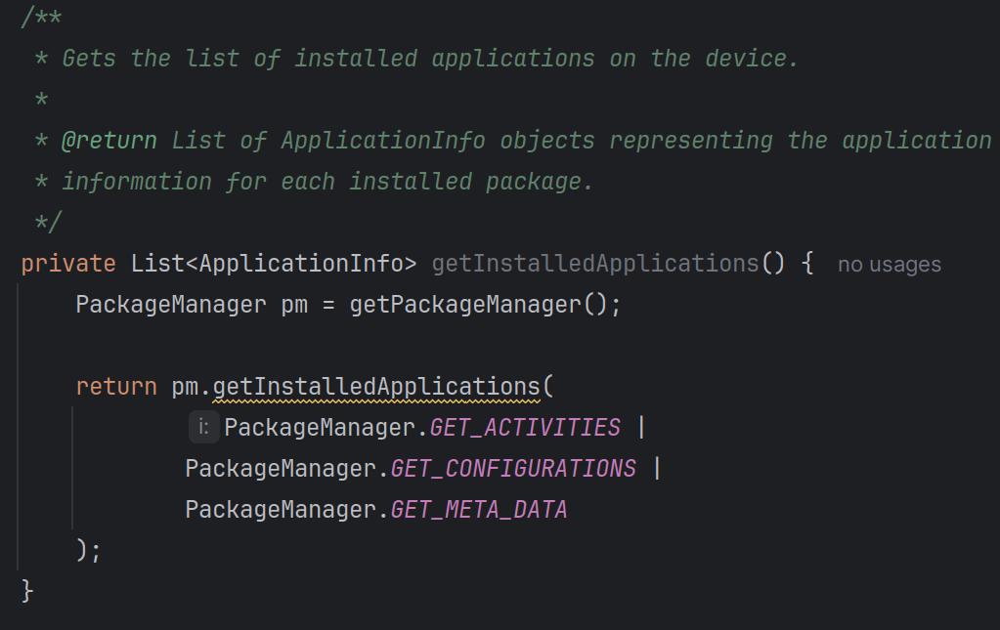 /**
* Gets the list of installed applications on the device.
*
* @return List of ApplicationInfo objects representing the application
* information for each installed package.
*/
private List<ApplicationInfo> getInstalledApplications() { no usages
PackageManager pm = getPackageManager();
return pm.getInstalledApplications(
i: PackageManager.GET_ACTIVITIES |
PackageManager.GET_CONFIGURATIONS |
PackageManager.GET_META_DATA
);
}